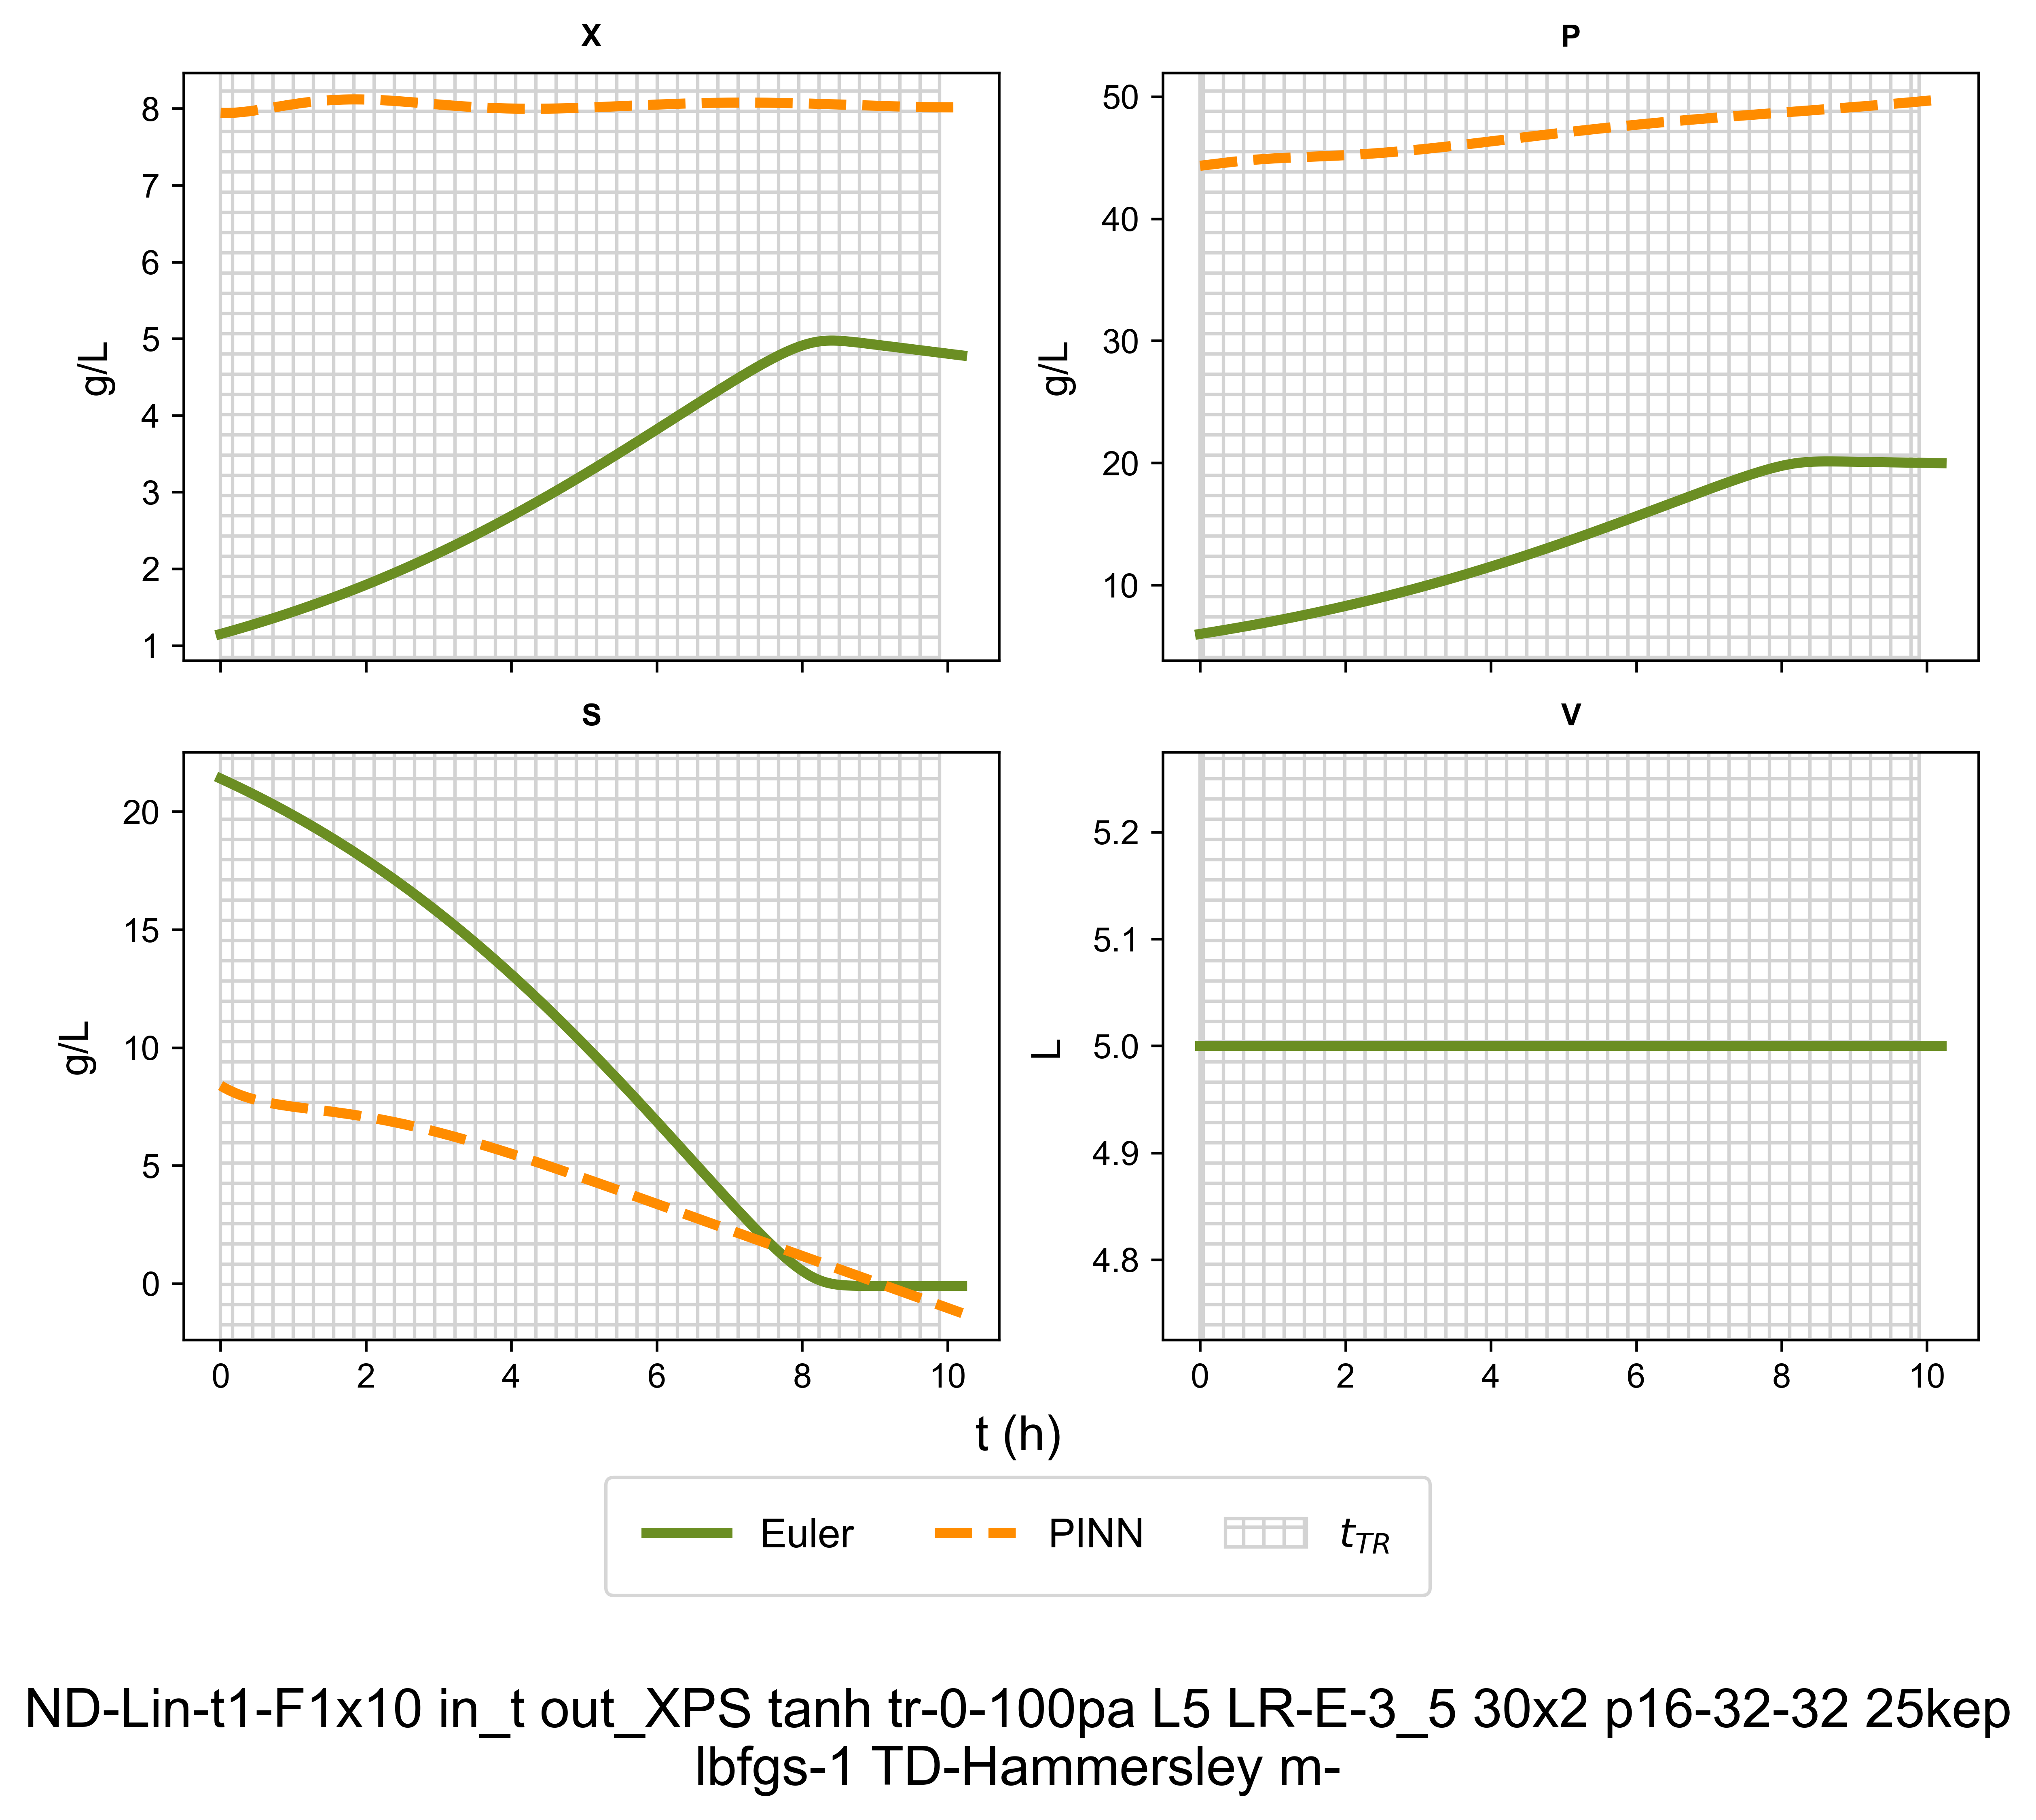 X
P
8
7
6
5
4
3
2
1
g/L
50
40
30
20
10
g/L
S
V
20
15
10
5
0
g/L
5.2
5.1
5.0
4.9
4.8
L
0 2 4 6 8 10
0 2 4 6 8 10
t (h)
Euler PINN t_TR
ND-Lin-t1-F1x10 in_t out_XPS tanh tr-0-100pa L5 LR-E-3_5 30x2 p16-32-32 25kep
lbfgs-1 TD-Hammersley m-